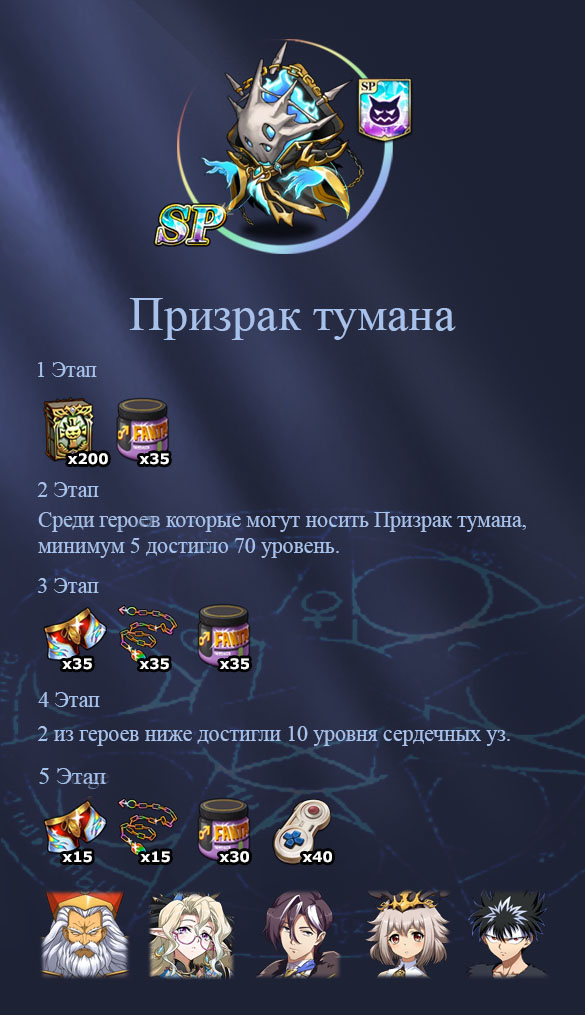 SP
SP
Призрак тумана
1 Этап
x200
x35
2 Этап
Среди героев которые могут носить Призрак тумана,
минимум 5 достигло 70 уровень.
3 Этап
x35
x35
x35
4 Этап
2 из героев ниже достигли 10 уровня сердечных уз.
5 Этап
x15
x15
x30
x40